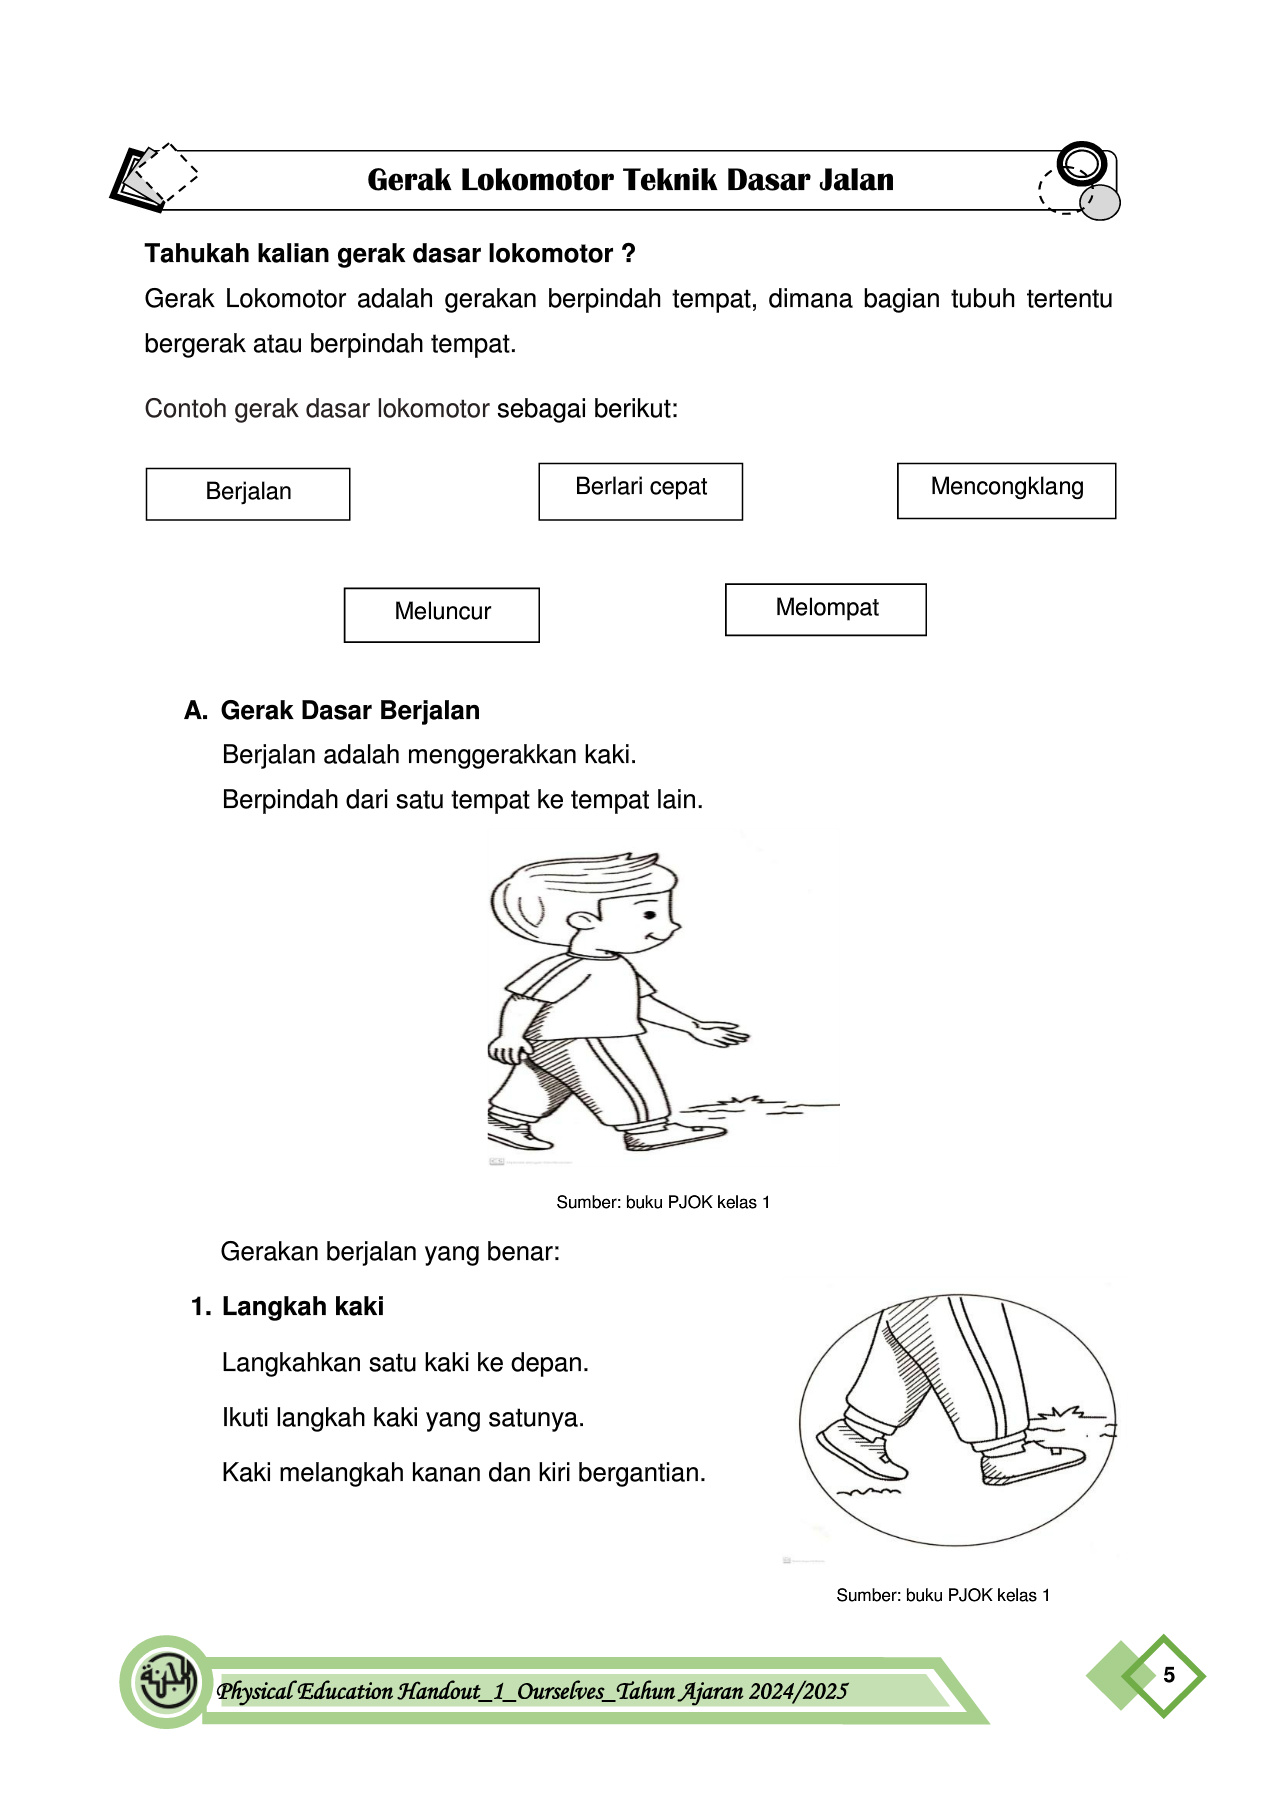 Gerak Lokomotor Teknik Dasar Jalan
Tahukah kalian gerak dasar lokomotor ?
Gerak Lokomotor adalah gerakan berpindah tempat, dimana bagian tubuh tertentu
bergerak atau berpindah tempat.
Contoh gerak dasar lokomotor sebagai berikut:
Berjalan
Berlari cepat
Mencongklang
Meluncur
Melompat
A. Gerak Dasar Berjalan
Berjalan adalah menggerakkan kaki.
Berpindah dari satu tempat ke tempat lain.
Sumber: buku PJOK kelas 1
Gerakan berjalan yang benar:
1. Langkah kaki
Langkahkan satu kaki ke depan.
Ikuti langkah kaki yang satunya.
Kaki melangkah kanan dan kiri bergantian.
Sumber: buku PJOK kelas 1
Physical Education Handout_1_Ourselves_Tahun Ajaran 2024/2025
5